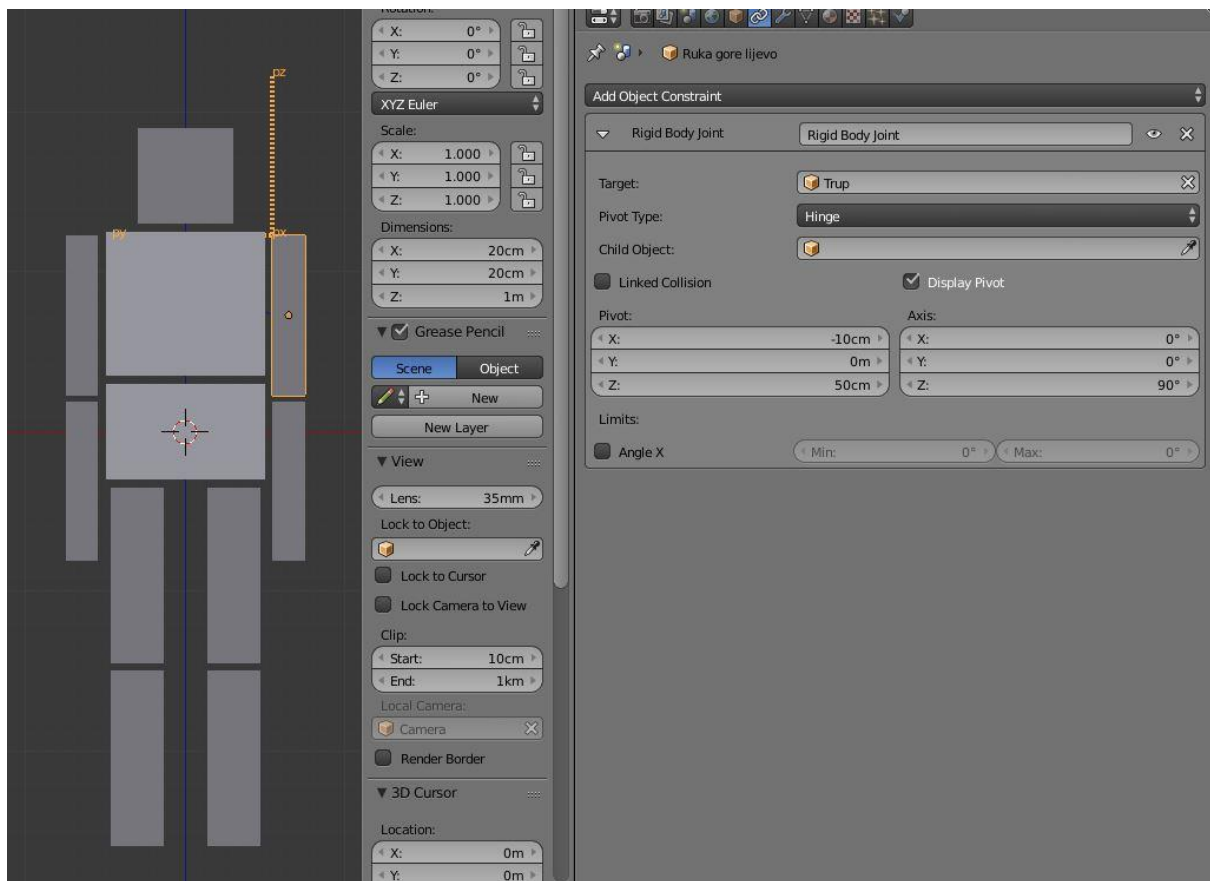 pz
py
px
Rotation:
X: 0°
Y: 0°
Z: 0°
XYZ Euler
Scale:
X: 1.000
Y: 1.000
Z: 1.000
Dimensions:
X: 20cm
Y: 20cm
Z: 1m
Grease Pencil
Scene Object
New
New Layer
View
Lens: 35mm
Lock to Object:
Lock to Cursor
Lock Camera to View
Clip:
Start: 10cm
End: 1km
Local Camera:
Camera
Render Border
3D Cursor
Location:
X: 0m
Y: 0m
Ruka gore lijevo
Add Object Constraint
Rigid Body Joint Rigid Body Joint
Target: Trup
Pivot Type: Hinge
Child Object:
Linked Collision Display Pivot
Pivot: Axis:
X: -10cm X: 0°
Y: 0m Y: 0°
Z: 50cm Z: 90°
Limits:
Angle X Min: 0° Max: 0°